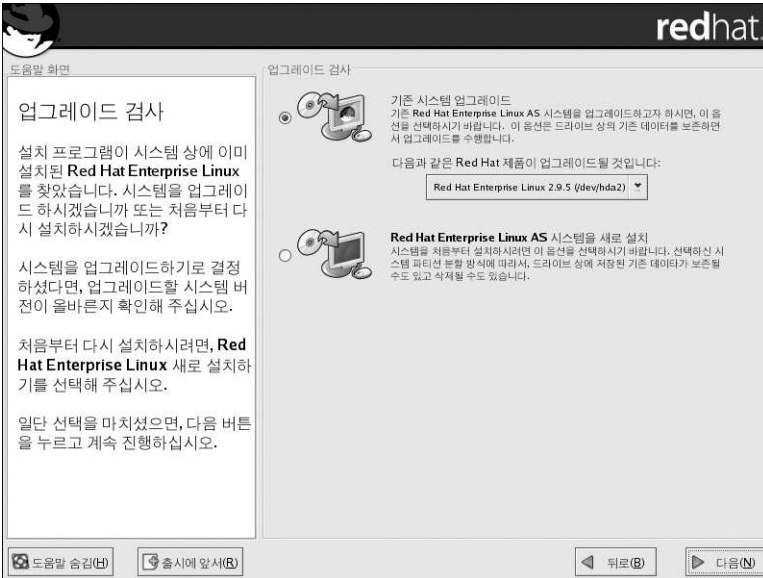 redhat.
도움말 화면
업그레이드 검사
설치 프로그램이 시스템 상에 이미
설치된 Red Hat Enterprise Linux
를 찾았습니다. 시스템을 업그레이
드 하시겠습니까 또는 처음부터 다
시 설치하시겠습니까?
시스템을 업그레이드하기로 결정
하셨다면, 업그레이드할 시스템 버
전이 올바른지 확인해 주십시오.
처음부터 다시 설치하시려면, Red
Hat Enterprise Linux 새로 설치하
기를 선택해 주십시오.
일단 선택을 마치셨으면, 다음 버튼
을 누르고 계속 진행하십시오.
업그레이드 검사
기존 시스템 업그레이드
기존 Red Hat Enterprise Linux AS 시스템을 업그레이드하고자 하시면, 이 옵
션을 선택하시기 바랍니다. 이 옵션은 드라이브 상의 기존 데이터를 보존하면
서 업그레이드를 수행합니다.
다음과 같은 Red Hat 제품이 업그레이드될 것입니다:
Red Hat Enterprise Linux 2.9.5 (/dev/hda2)
Red Hat Enterprise Linux AS 시스템을 새로 설치
시스템을 처음부터 설치하시려면 이 옵션을 선택하시기 바랍니다. 선택하신 시
스템 파티션 분할 방식에 따라서, 드라이브 상에 저장된 기존 데이타가 보존될
수도 있고 삭제될 수도 있습니다.
도움말 숨김(H)
출시에 앞서(R)
뒤로(B)
다음(N)